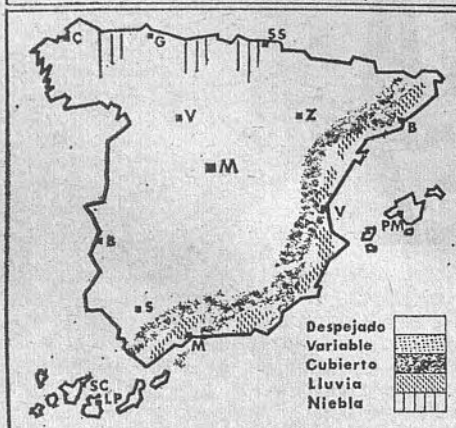 C
G
SS
V
Z
M
B
V
PM
B
S
M
SC
LP
Despejado
Variable
Cubierto
Lluvia
Niebla